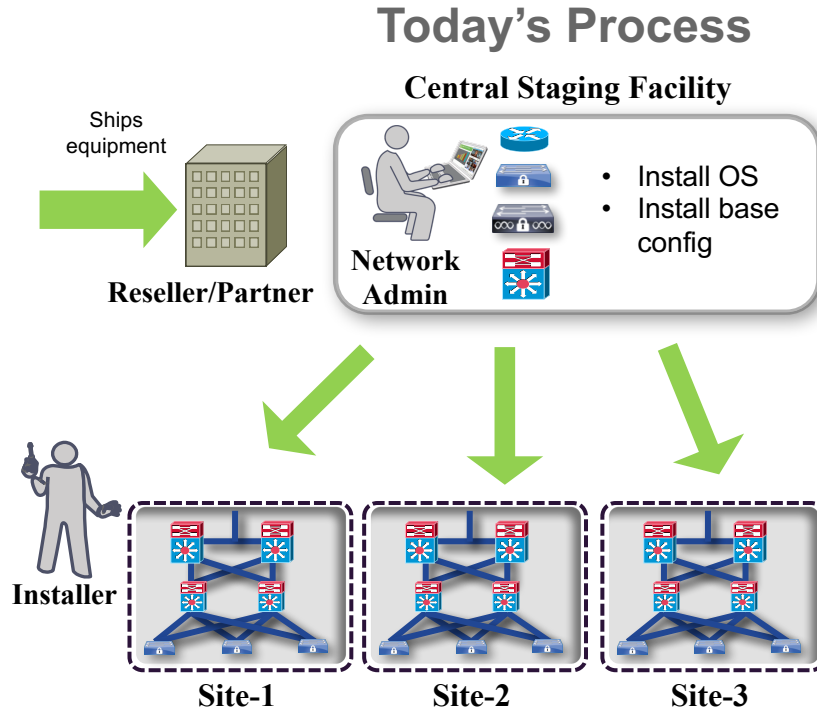 Today’s Process
Central Staging Facility
Ships
equipment
• Install OS
• Install base
config
Network
Admin
Reseller/Partner
Installer
Site-1
Site-2
Site-3